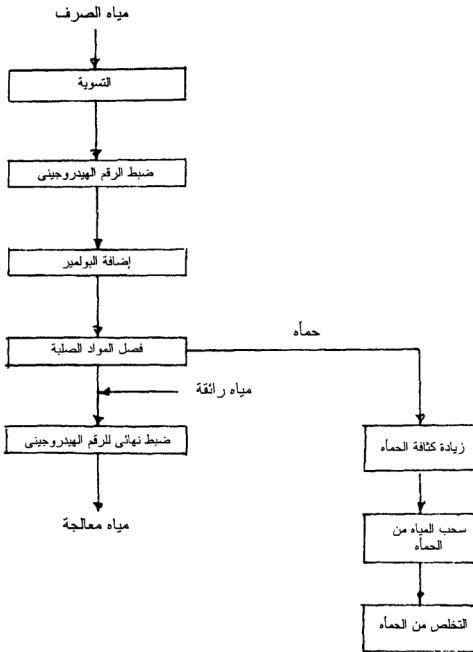 مياه الصرف
التسوية
ضبط الرقم الهيدروجينى
إضافة البولمير
فصل المواد الصلبة
حمأه
مياه رائقة
ضبط نهائى للرقم الهيدروجينى
مياه معالجة
زيادة كثافة الحمأه
سحب المياه من
الحمأه
التخلص من الحمأه